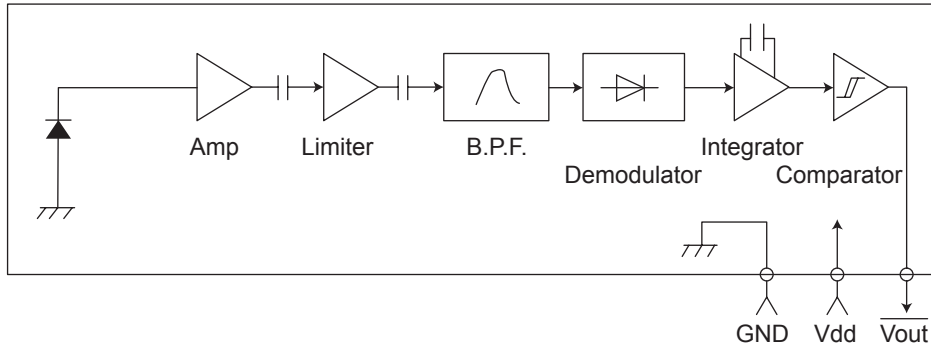 Amp
Limiter
B.P.F.
Demodulator
Integrator
Comparator
GND
Vdd
Vout